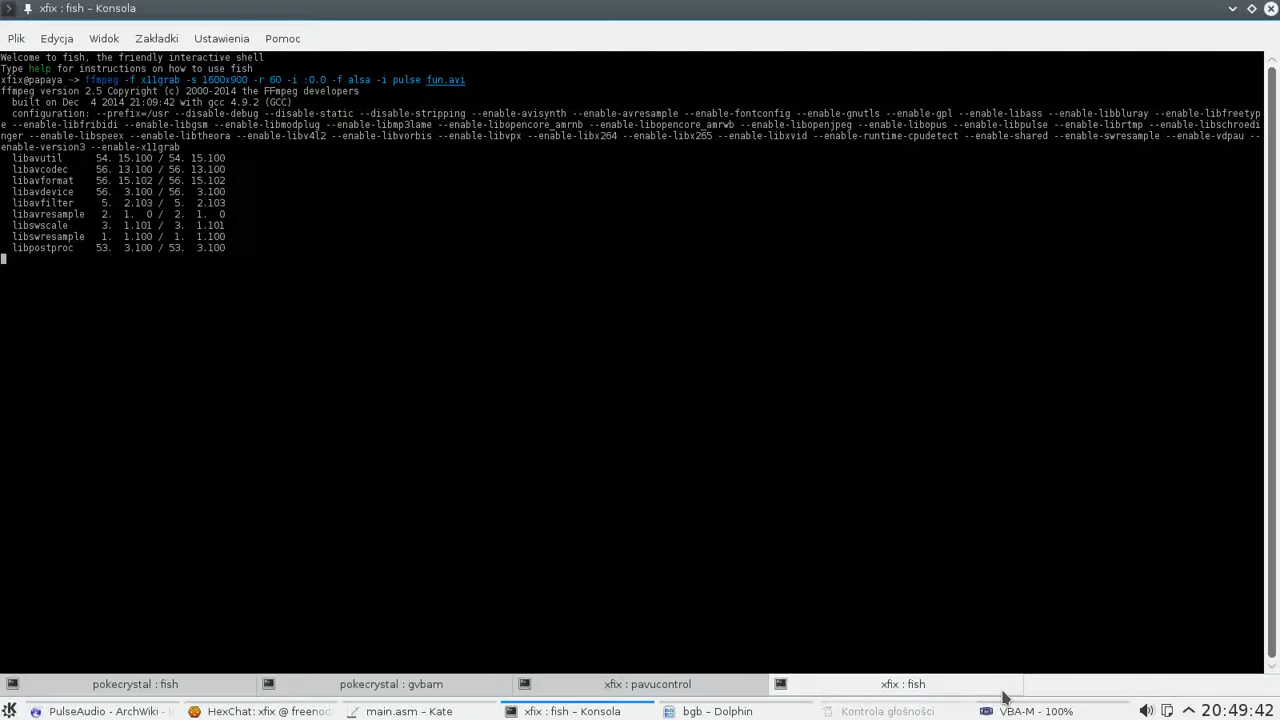 xfix : fish – Konsola
Plik Edycja Widok Zakładki Ustawienia Pomoc
Welcome to fish, the friendly interactive shell
Type help for instructions on how to use fish
xfix@papaya ~> ffmpeg -f x11grab -s 1600x900 -r 60 -i :0.0 -f alsa -i pulse fun.avi
ffmpeg version 2.5 Copyright (c) 2000-2014 the FFmpeg developers
  built on Dec  4 2014 21:09:42 with gcc 4.9.2 (GCC)
  configuration: --prefix=/usr --disable-debug --disable-static --disable-stripping --enable-avisynth --enable-avresample --enable-fontconfig --enable-gnutls --enable-gpl --enable-libass --enable-libbluray --enable-libfreetyp
e --enable-libfribidi --enable-libgsm --enable-libmodplug --enable-libmp3lame --enable-libopencore_amrnb --enable-libopencore_amrwb --enable-libopenjpeg --enable-libopus --enable-libpulse --enable-librtmp --enable-libschroedi
nger --enable-libspeex --enable-libtheora --enable-libv4l2 --enable-libvorbis --enable-libvpx --enable-libx264 --enable-libx265 --enable-libxvid --enable-runtime-cpudetect --enable-shared --enable-swresample --enable-vdpau --
enable-version3 --enable-x11grab
  libavutil      54. 15.100 / 54. 15.100
  libavcodec     56. 13.100 / 56. 13.100
  libavformat    56. 15.102 / 56. 15.102
  libavdevice    56.  3.100 / 56.  3.100
  libavfilter     5.  2.103 /  5.  2.103
  libavresample   2.  1.  0 /  2.  1.  0
  libswscale      3.  1.101 /  3.  1.101
  libswresample   1.  1.100 /  1.  1.100
  libpostproc    53.  3.100 / 53.  3.100
pokecrystal : fish pokecrystal : gvbam xfix : pavucontrol xfix : fish
PulseAudio - ArchWiki - HexChat: xfix @ freenod main.asm – Kate xfix : fish – Konsola bgb – Dolphin Kontrola głośności VBA-M - 100% 20:49:42